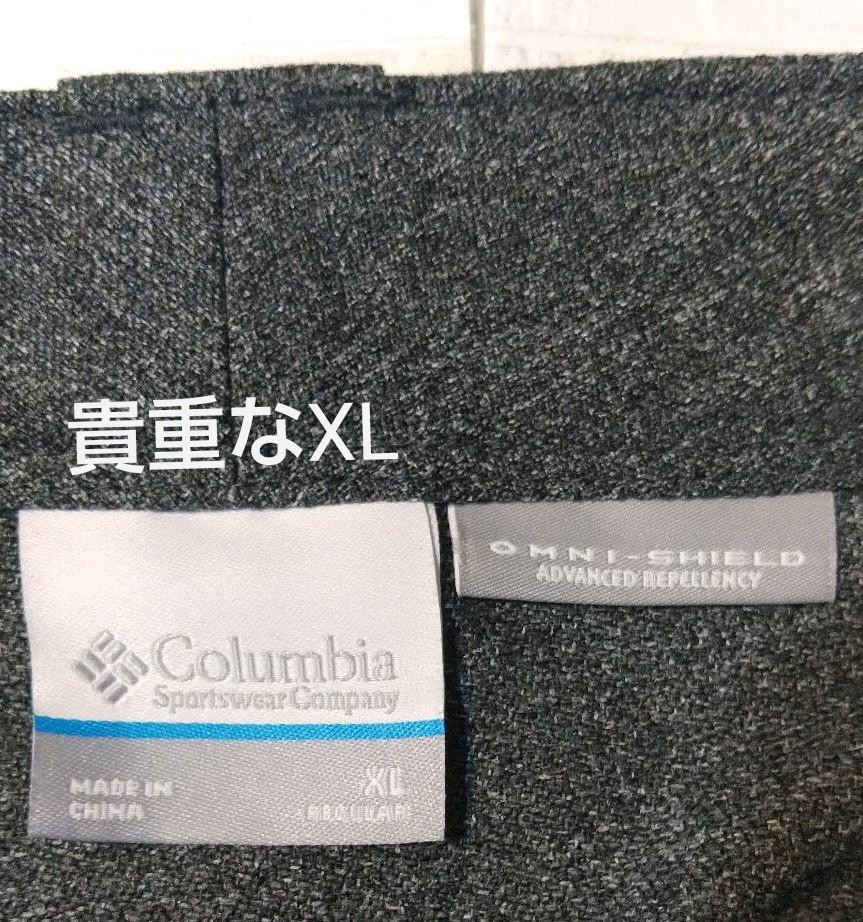 貴重なXL
OMNI-SHIELD
ADVANCED REPELLENCY
Columbia
Sportswear Company
MADE IN
CHINA
XL
REGULAR